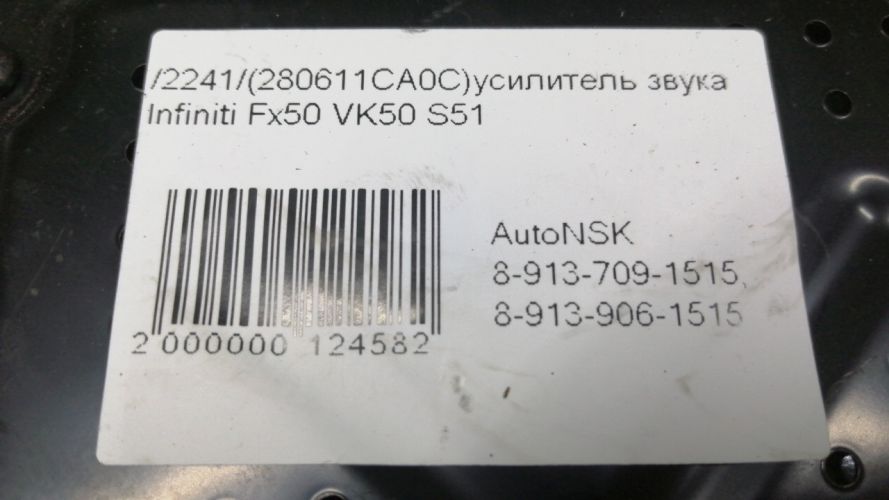 /2241/(280611CA0C)усилитель звука
Infiniti Fx50 VK50 S51
AutoNSK
8-913-709-1515,
8-913-906-1515
2 000000 124582